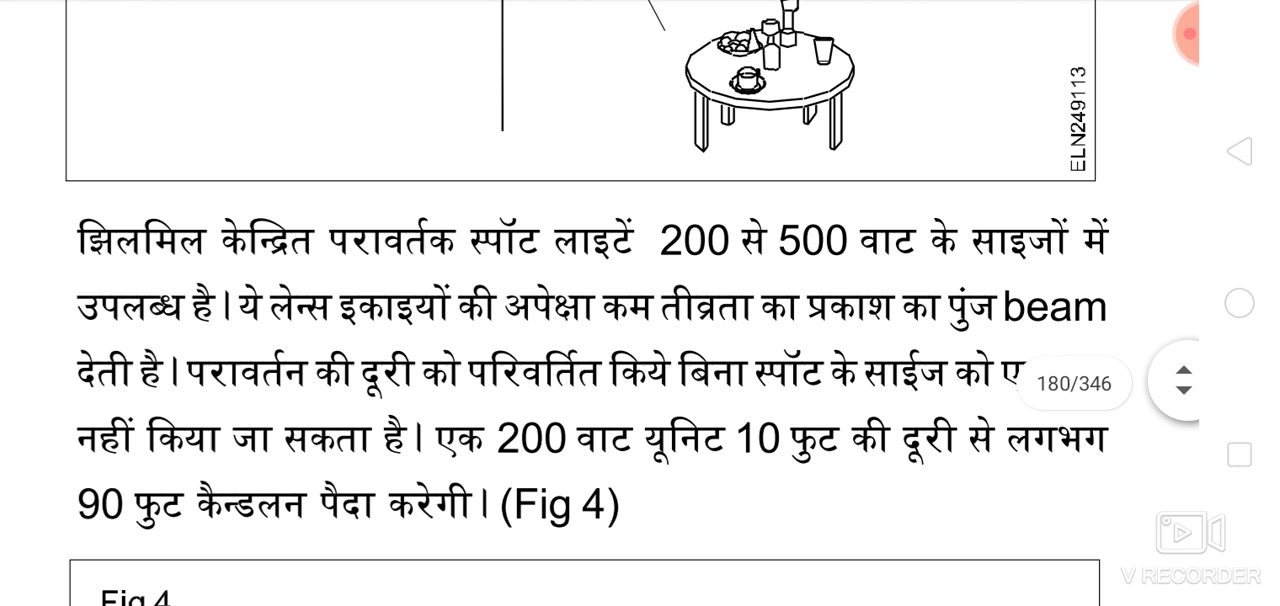 ELN249113
झिलमिल केन्द्रित परावर्तक स्पॉट लाइटें 200 से 500 वाट के साइजों में
उपलब्ध है। ये लेन्स इकाइयों की अपेक्षा कम तीव्रता का प्रकाश का पुंज beam
देती है। परावर्तन की दूरी को परिवर्तित किये बिना स्पॉट के साईज को
180/346
नहीं किया जा सकता है। एक 200 वाट यूनिट 10 फुट की दूरी से लगभग
90 फुट कैन्डलन पैदा करेगी। (Fig 4)
V RECORDER
Fig 4